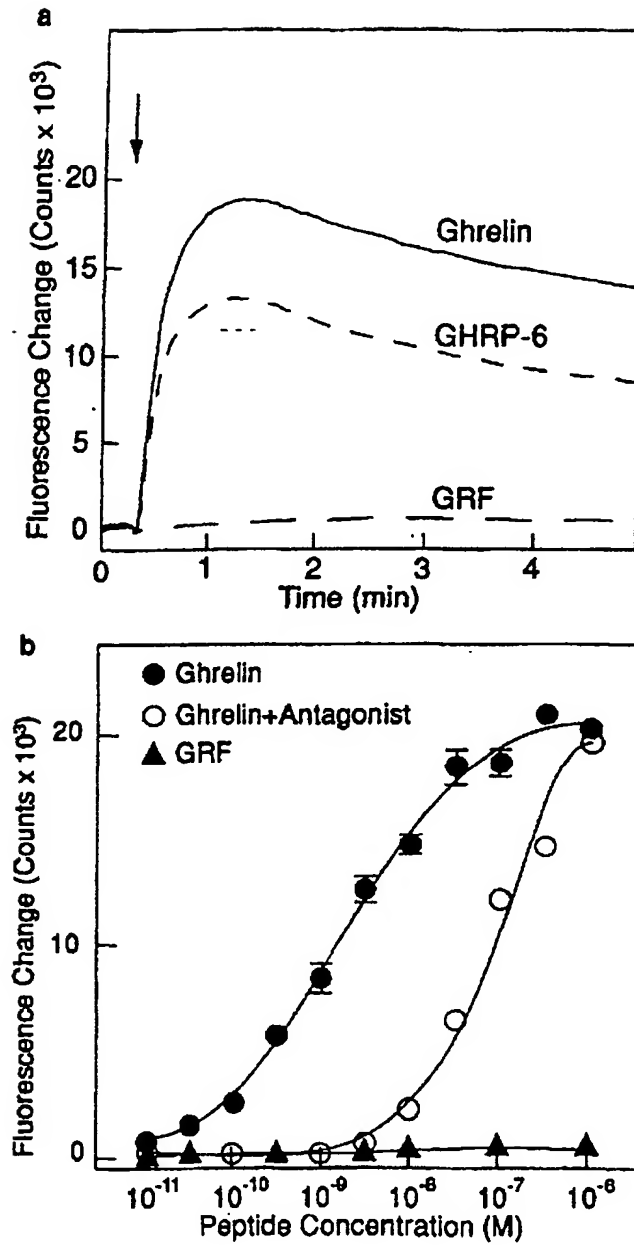 a
Fluorescence Change (Counts x 10³)
20
15
10
5
0
Ghrelin
GHRP-6
GRF
0 1 2 3 4
Time (min)
b
Ghrelin
Ghrelin+Antagonist
GRF
Fluorescence Change (Counts x 10³)
20
10
0
10⁻¹¹ 10⁻¹⁰ 10⁻⁹ 10⁻⁸ 10⁻⁷ 10⁻⁶
Peptide Concentration (M)